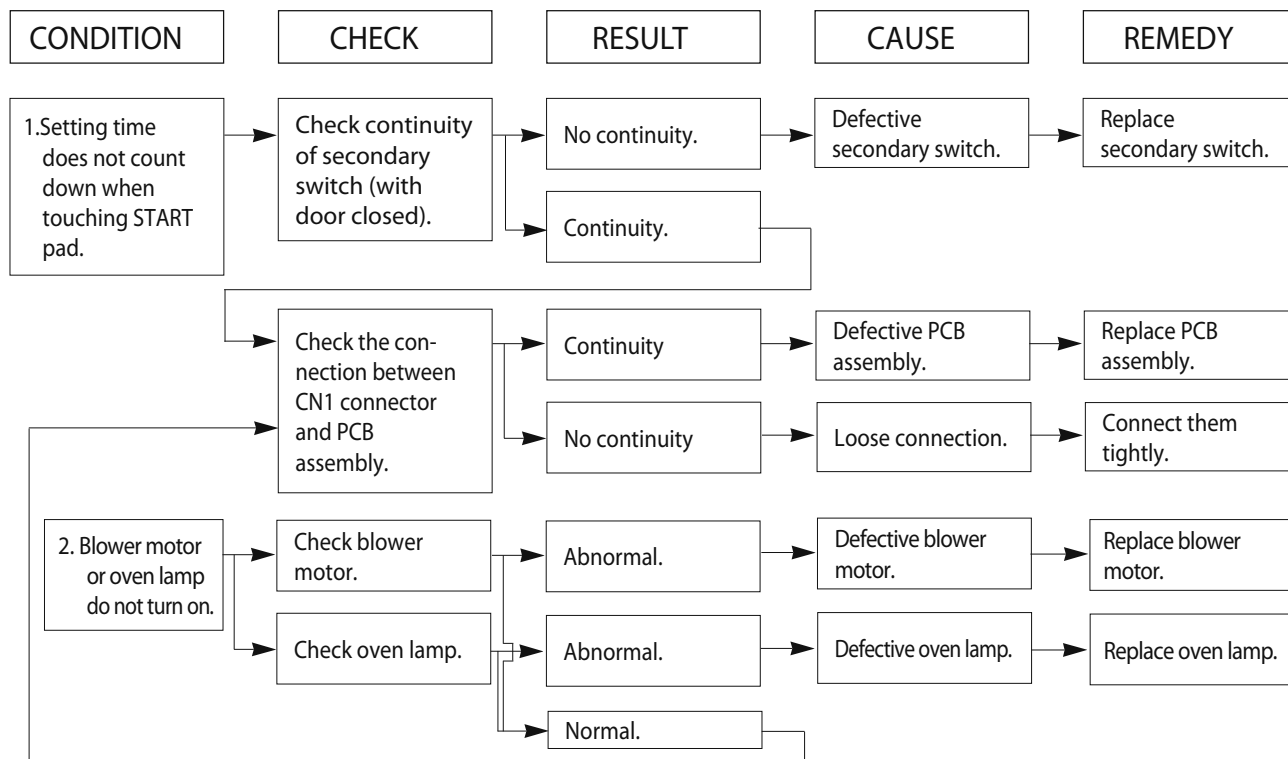 CONDITION
CHECK
RESULT
CAUSE
REMEDY
1.Setting time
does not count
down when
touching START
pad.
Check continuity
of secondary
switch (with
door closed).
No continuity.
Defective
secondary switch.
Replace
secondary switch.
Continuity.
Check the con-
nection between
CN1 connector
and PCB
assembly.
Continuity
Defective PCB
assembly.
Replace PCB
assembly.
No continuity
Loose connection.
Connect them
tightly.
2. Blower motor
or oven lamp
do not turn on.
Check blower
motor.
Abnormal.
Defective blower
motor.
Replace blower
motor.
Check oven lamp.
Abnormal.
Defective oven lamp.
Replace oven lamp.
Normal.